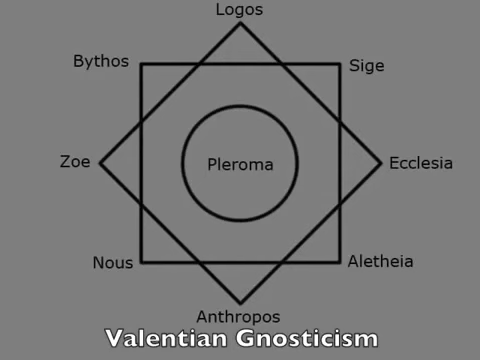 Logos
Bythos
Sige
Zoe
Pleroma
Ecclesia
Nous
Aletheia
Anthropos
Valentian Gnosticism